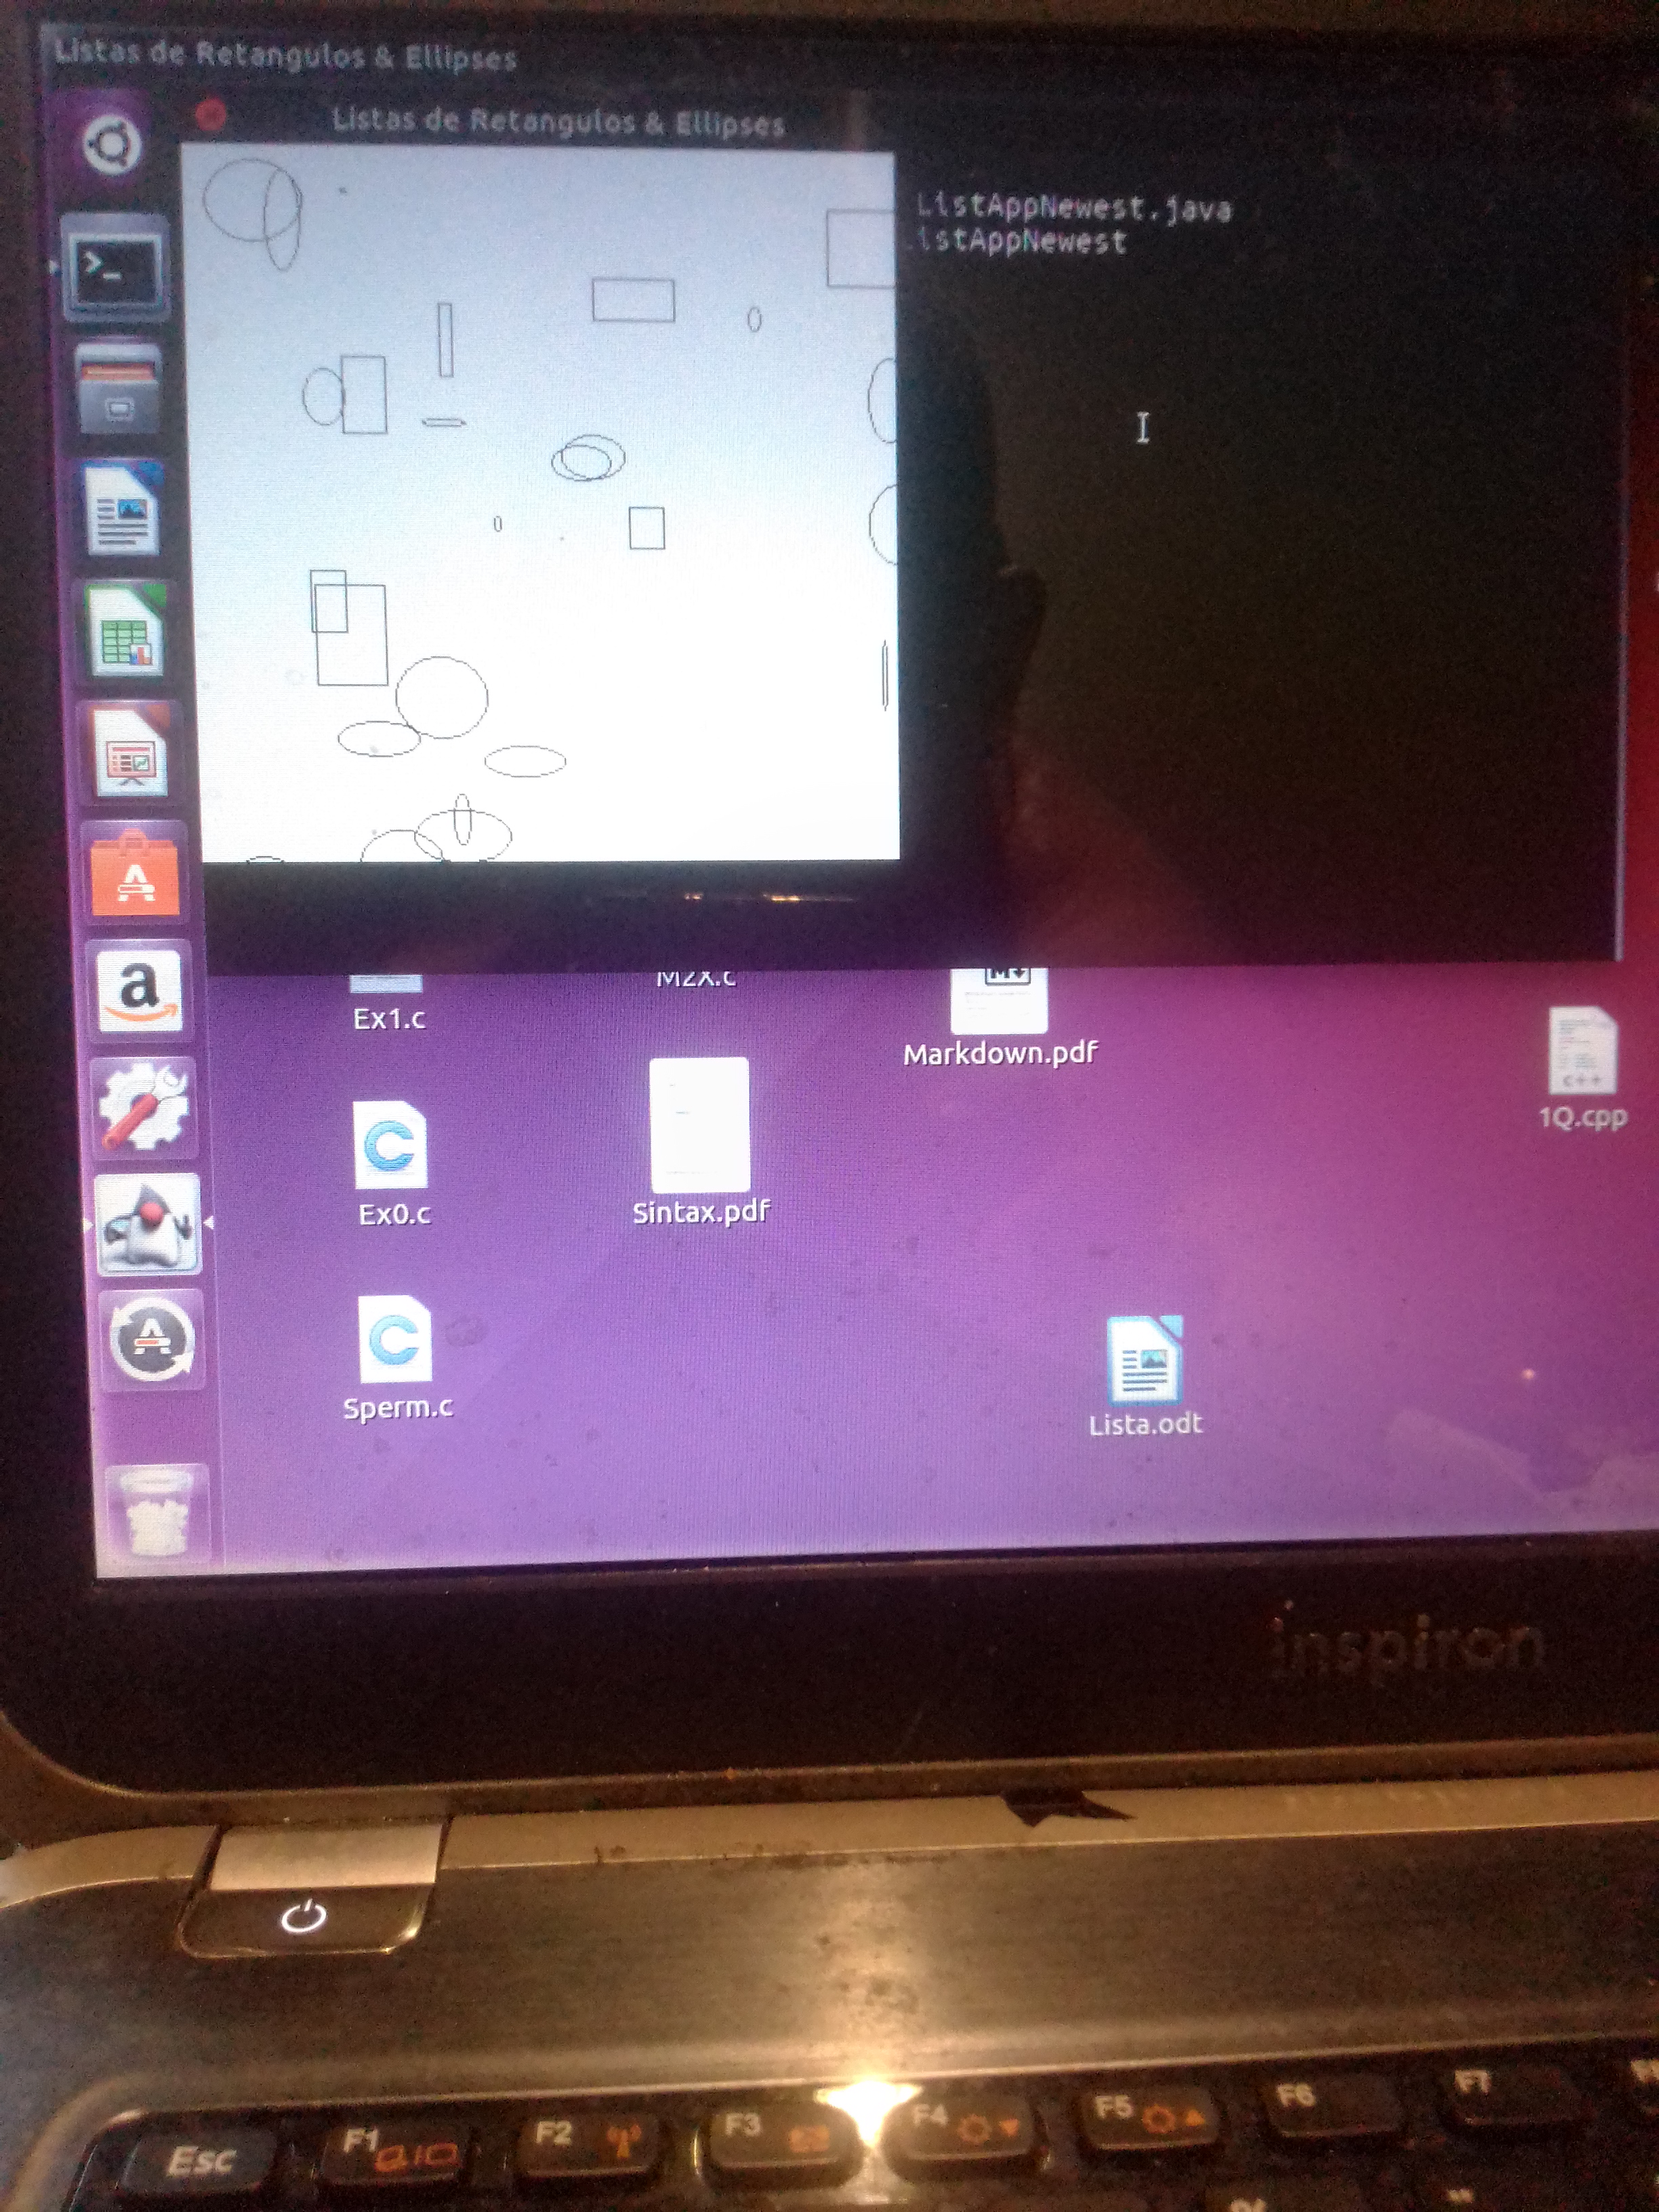 Listas de Retangulos & Ellipses
Listas de Retangulos & Ellipses
ListAppNewest.java
istAppNewest
M2X.c
Ex1.c
Markdown.pdf
C++
1Q.cpp
Ex0.c
Sintax.pdf
Sperm.c
Lista.odt
inspiron
Esc
F1
F2
F3
F4
F5
F6
F7